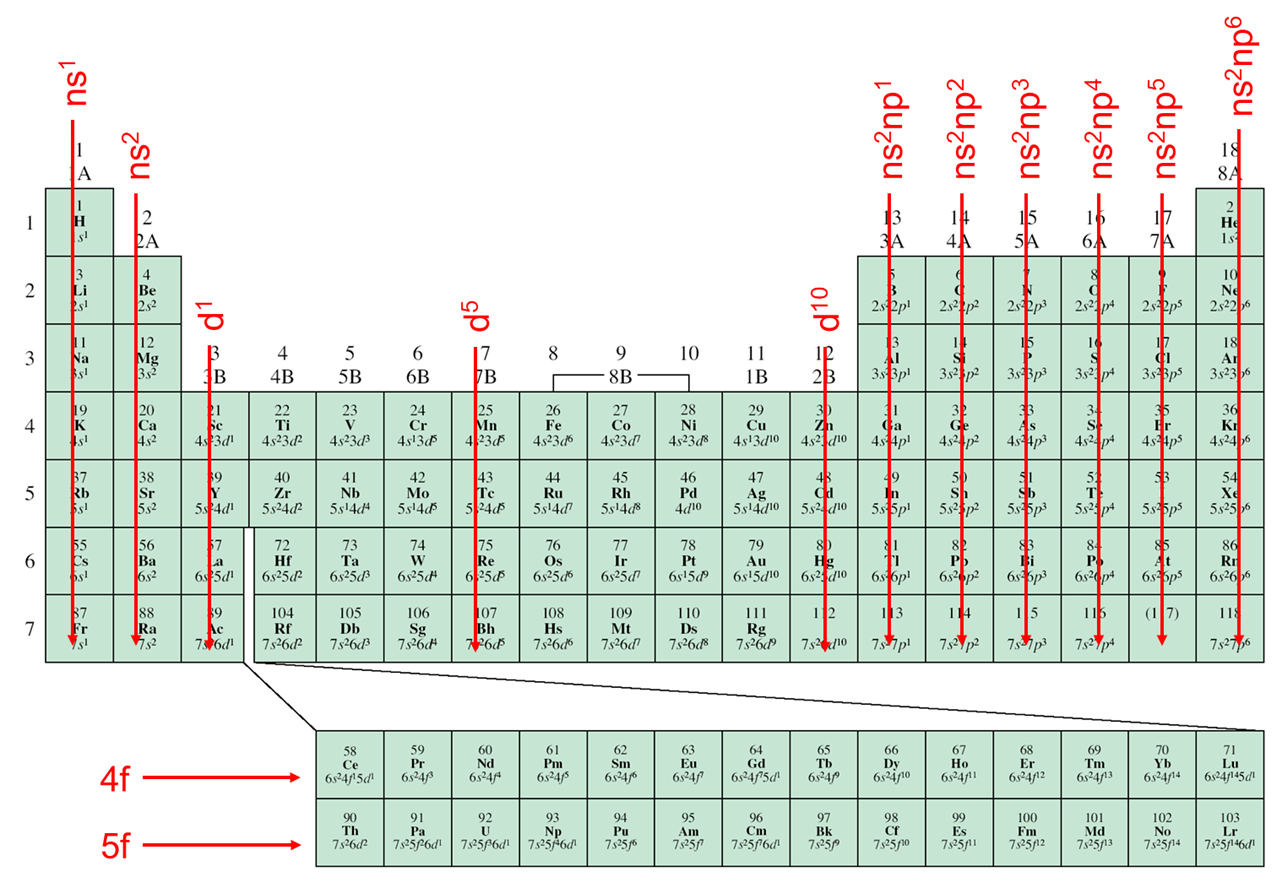 ns¹ ns² ns²np¹ ns²np² ns²np³ ns²np⁴ ns²np⁵ ns²np⁶
1 18
1A 8A
1 2 13 14 15 16 17
2A 3A 4A 5A 6A 7A
1 2
H He
1s¹ 1s²
d¹ d⁵ d¹⁰
2
3 4 5 6 7 8 9 10
Li Be B C N O F Ne
2s¹ 2s² 2s²2p¹ 2s²2p² 2s²2p³ 2s²2p⁴ 2s²2p⁵ 2s²2p⁶
3 3 4 5 6 7 8 9 10 11 12
3B 4B 5B 6B 7B 8B 1B 2B
11 12 13 14 15 16 17 18
Na Mg Al Si P S Cl Ar
3s¹ 3s² 3s²3p¹ 3s²3p² 3s²3p³ 3s²3p⁴ 3s²3p⁵ 3s²3p⁶
4
19 20 21 22 23 24 25 26 27 28 29 30 31 32 33 34 35 36
K Ca Sc Ti V Cr Mn Fe Co Ni Cu Zn Ga Ge As Se Br Kr
4s¹ 4s² 4s²3d¹ 4s²3d² 4s²3d³ 4s¹3d⁵ 4s²3d⁵ 4s²3d⁶ 4s²3d⁷ 4s²3d⁸ 4s¹3d¹⁰ 4s²3d¹⁰ 4s²4p¹ 4s²4p² 4s²4p³ 4s²4p⁴ 4s²4p⁵ 4s²4p⁶
5
37 38 39 40 41 42 43 44 45 46 47 48 49 50 51 52 53 54
Rb Sr Y Zr Nb Mo Tc Ru Rh Pd Ag Cd In Sn Sb Te Xe
5s¹ 5s² 5s²4d¹ 5s²4d² 5s¹4d⁴ 5s¹4d⁵ 5s²4d⁵ 5s¹4d⁷ 5s¹4d⁸ 4d¹⁰ 5s¹4d¹⁰ 5s²4d¹⁰ 5s²5p¹ 5s²5p² 5s²5p³ 5s²5p⁴ 5s²5p⁵ 5s²5p⁶
6
55 56 57 72 73 74 75 76 77 78 79 80 81 82 83 84 85 86
Cs Ba La Hf Ta W Re Os Ir Pt Au Hg Tl Pb Bi Po At Rn
6s¹ 6s² 6s²5d¹ 6s²5d² 6s²5d³ 6s²5d⁴ 6s²5d⁵ 6s²5d⁶ 6s²5d⁷ 6s¹5d⁹ 6s¹5d¹⁰ 6s²5d¹⁰ 6s²6p¹ 6s²6p² 6s²6p³ 6s²6p⁴ 6s²6p⁵ 6s²6p⁶
7
87 88 89 104 105 106 107 108 109 110 111 112 113 114 115 116 (117) 118
Fr Ra Ac Rf Db Sg Bh Hs Mt Ds Rg
7s¹ 7s² 7s²6d¹ 7s²6d² 7s²6d³ 7s²6d⁴ 7s²6d⁵ 7s²6d⁶ 7s²6d⁷ 7s²6d⁸ 7s²6d⁹ 7s²6d¹⁰ 7s²7p¹ 7s²7p² 7s²7p³ 7s²7p⁴ 7s²7p⁶
4f
58 59 60 61 62 63 64 65 66 67 68 69 70 71
Ce Pr Nd Pm Sm Eu Gd Tb Dy Ho Er Tm Yb Lu
6s²4f¹5d¹ 6s²4f³ 6s²4f⁴ 6s²4f⁵ 6s²4f⁶ 6s²4f⁷ 6s²4f⁷5d¹ 6s²4f⁹ 6s²4f¹⁰ 6s²4f¹¹ 6s²4f¹² 6s²4f¹³ 6s²4f¹⁴ 6s²4f¹⁴5d¹
5f
90 91 92 93 94 95 96 97 98 99 100 101 102 103
Th Pa U Np Pu Am Cm Bk Cf Es Fm Md No Lr
7s²6d² 7s²5f²6d¹ 7s²5f³6d¹ 7s²5f⁴6d¹ 7s²5f⁶ 7s²5f⁷ 7s²5f⁷6d¹ 7s²5f⁹ 7s²5f¹⁰ 7s²5f¹¹ 7s²5f¹² 7s²5f¹³ 7s²5f¹⁴ 7s²5f¹⁴6d¹